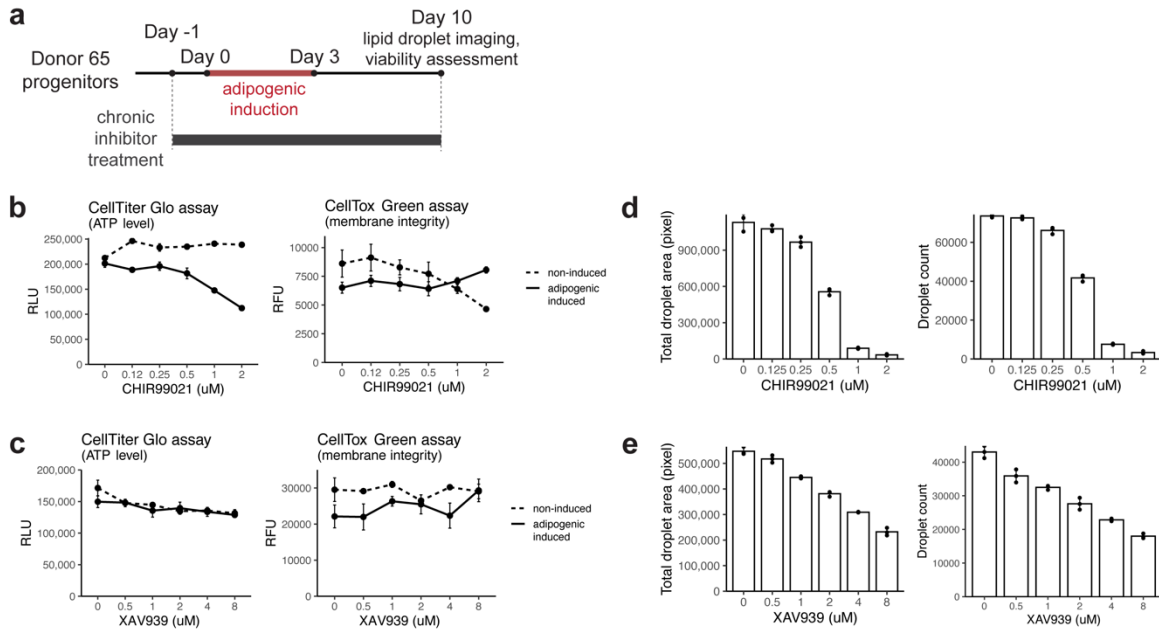 a
Day -1
Day 0
Day 3
Day 10
lipid droplet imaging,
viability assessment
Donor 65
progenitors
adipogenic
induction
chronic
inhibitor
treatment
b
CellTiter Glo assay
(ATP level)
RLU
250,000
200,000
150,000
100,000
50,000
0
0
0.12
0.25
0.5
1
2
CHIR99021 (uM)
CellTox Green assay
(membrane integrity)
RFU
10000
7500
5000
2500
0
0
0.12
0.25
0.5
1
2
CHIR99021 (uM)
non-induced
adipogenic
induced
d
Total droplet area (pixel)
900,000
600,000
300,000
0
0
0.125
0.25
0.5
1
2
CHIR99021 (uM)
Droplet count
60000
40000
20000
0
0
0.125
0.25
0.5
1
2
CHIR99021 (uM)
c
CellTiter Glo assay
(ATP level)
RLU
200,000
150,000
100,000
50,000
0
0
0.5
1
2
4
8
XAV939 (uM)
CellTox Green assay
(membrane integrity)
RFU
30000
20000
10000
0
0
0.5
1
2
4
8
XAV939 (uM)
non-induced
adipogenic
induced
e
Total droplet area (pixel)
500,000
400,000
300,000
200,000
100,000
0
0
0.5
1
2
4
8
XAV939 (uM)
Droplet count
40000
30000
20000
10000
0
0
0.5
1
2
4
8
XAV939 (uM)